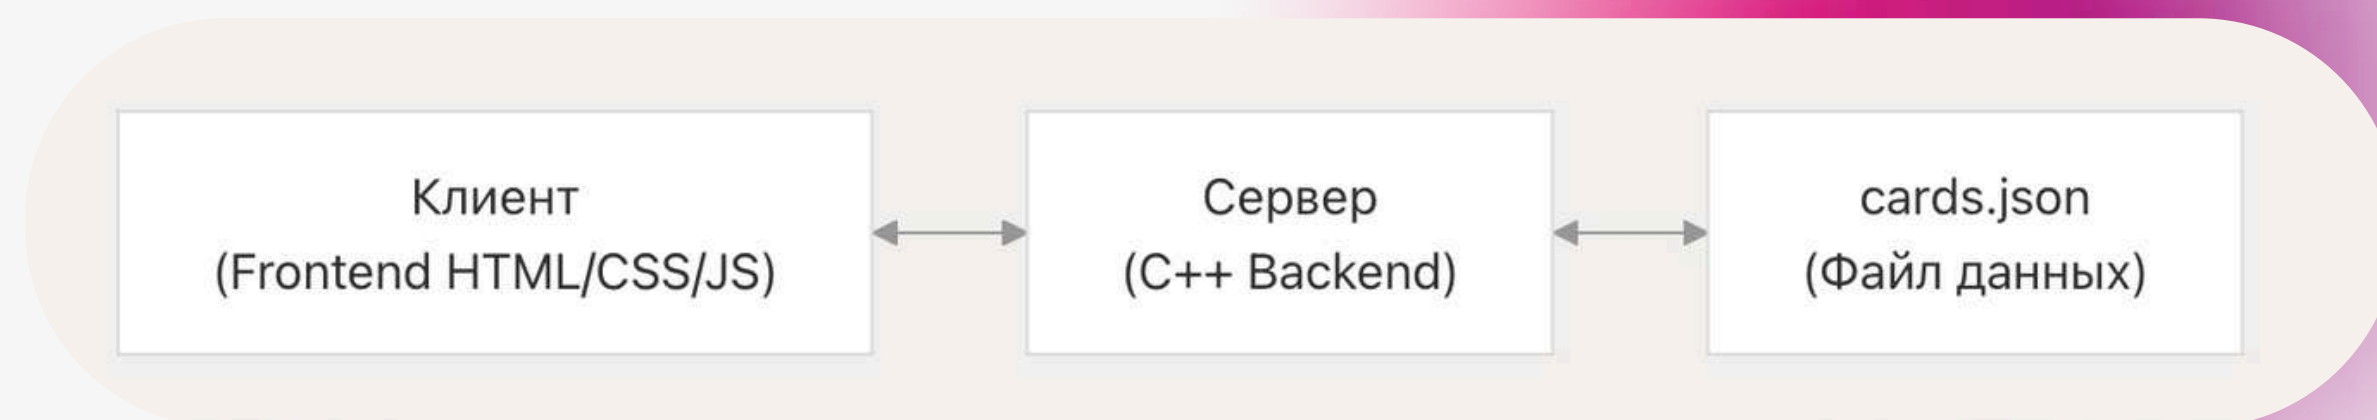 Клиент
(Frontend HTML/CSS/JS)
Сервер
(C++ Backend)
cards.json
(Файл данных)